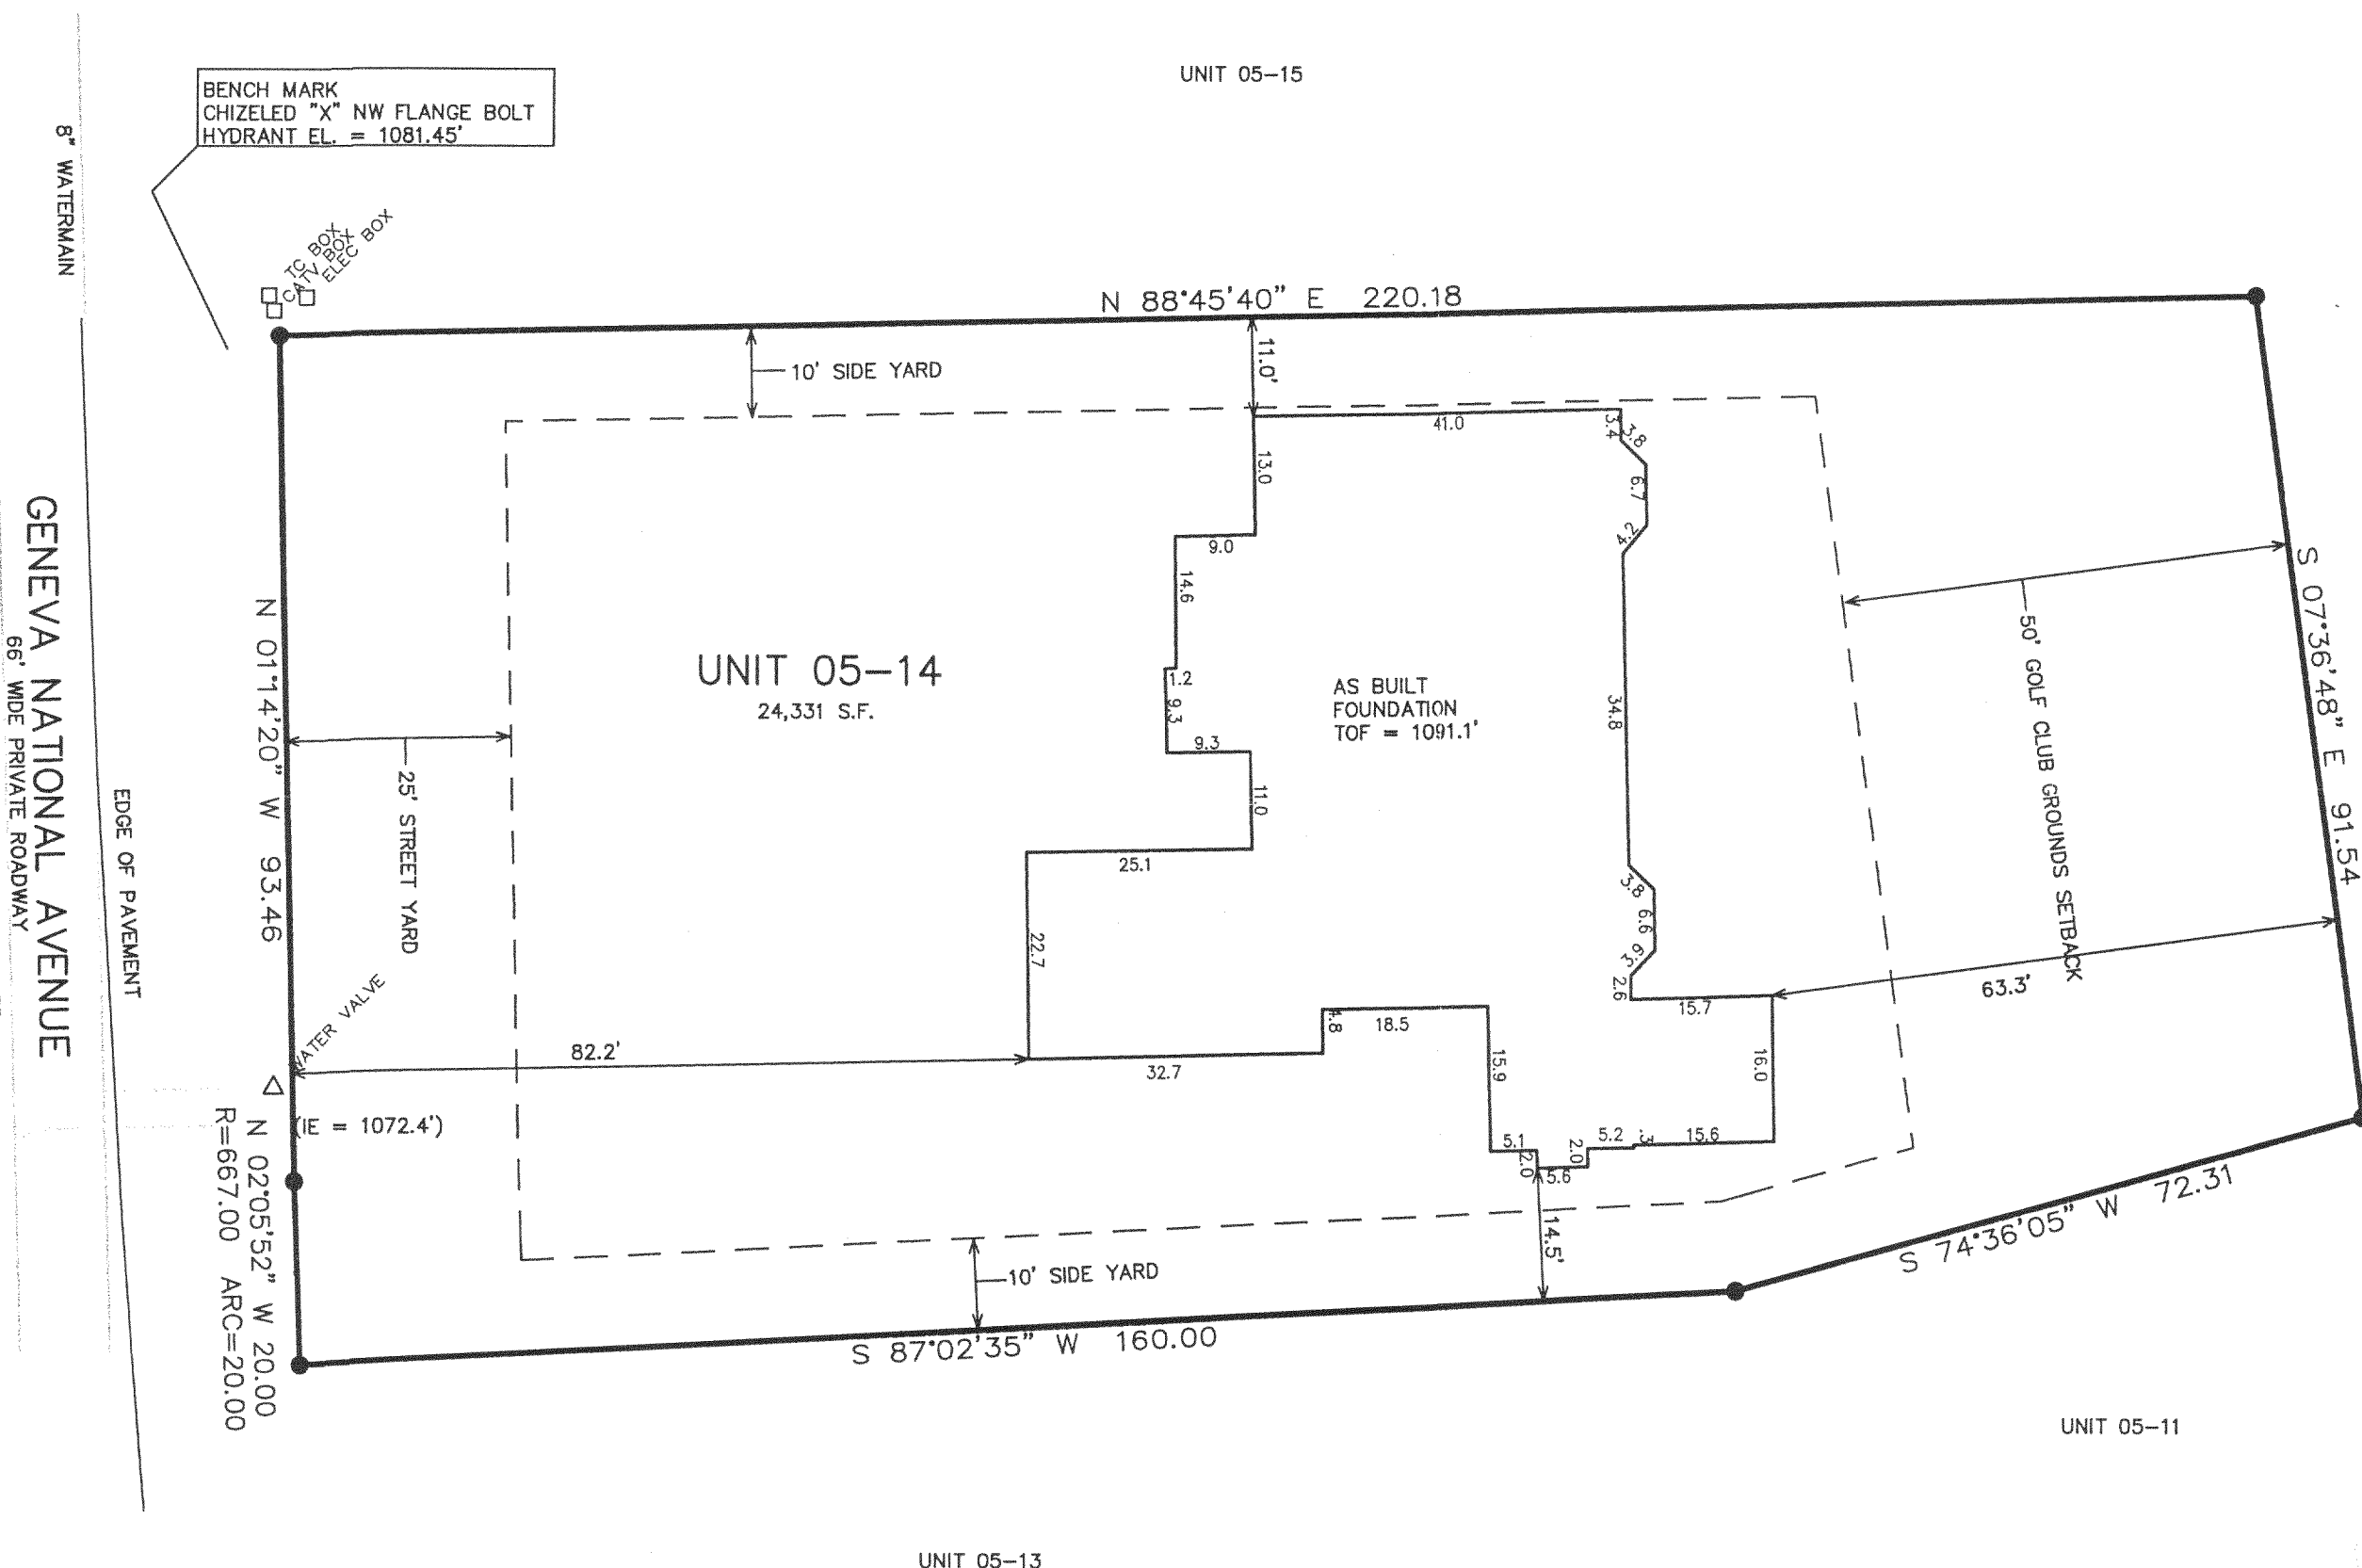 UNIT 05–15
BENCH MARK
CHIZELED "X" NW FLANGE BOLT
HYDRANT EL. = 1081.45'
8" WATERMAIN
TC BOX
CATV BOX
ELEC BOX
N 88°45'40" E 220.18
10' SIDE YARD
11.0'
41.0
3.4
3.8
13.0
6.7
4.2
9.0
14.6
S 07°36'48" E 91.54
50' GOLF CLUB GROUNDS SETBACK
UNIT 05–14
24,331 S.F.
1.2
9.3
9.3
AS BUILT
FOUNDATION
TOF = 1091.1'
34.8
GENEVA NATIONAL AVENUE
66' WIDE PRIVATE ROADWAY
EDGE OF PAVEMENT
N 01°14'20" W 93.46
25' STREET YARD
11.0
25.1
22.7
3.8
6.6
3.9
2.6
15.7
63.3'
WATER VALVE
82.2'
32.7
4.8
18.5
15.9
16.0
(IE = 1072.4')
5.1
2.0
5.6
2.0
5.2
.3
15.6
N 02°05'52" W 20.00
R=667.00 ARC=20.00
14.5'
10' SIDE YARD
S 87°02'35" W 160.00
S 74°36'05" W 72.31
UNIT 05–11
UNIT 05–13